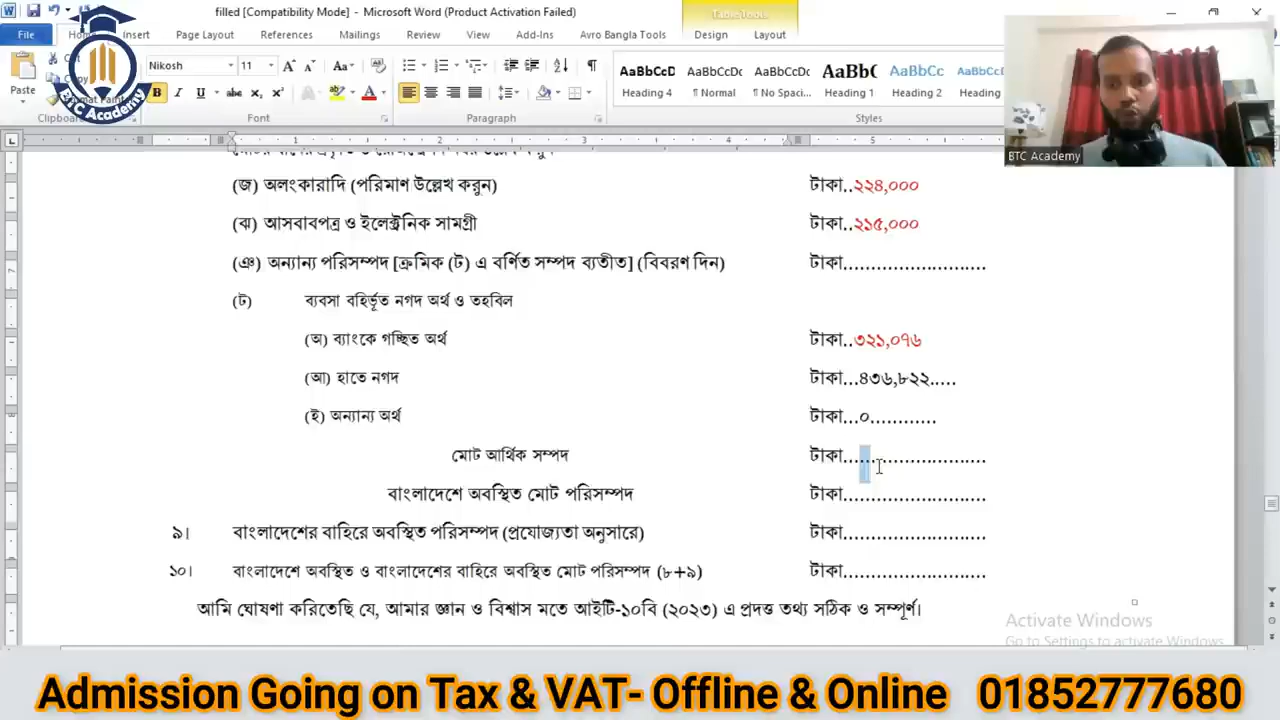 filled [Compatibility Mode] - Microsoft Word (Product Activation Failed)
Table Tools
File Insert Page Layout References Mailings Review View Add-Ins Avro Bangla Tools Design Layout
Paste
Nikosh 11
B I U abc
Clipboard Font Paragraph Styles
AaBbCcD AaBbCcDc AaBbCcDc AaBbC AaBbCc AaBbCcD
Heading 4 ¶ Normal ¶ No Spaci... Heading 1 Heading 2 Heading
BTC Academy
BTC Academy
(জ) অলংকারাদি (পরিমাণ উল্লেখ করুন) টাকা..২২৪,০০০
(ঝ) আসবাবপত্র ও ইলেক্ট্রনিক সামগ্রী টাকা..২১৫,০০০
(ঞ) অন্যান্য পরিসম্পদ [ক্রমিক (ট) এ বর্ণিত সম্পদ ব্যতীত] (বিবরণ দিন) টাকা..........................
(ট) ব্যবসা বহির্ভূত নগদ অর্থ ও তহবিল
(অ) ব্যাংকে গচ্ছিত অর্থ টাকা..৩২১,০৭৬
(আ) হাতে নগদ টাকা...৪৩৬,৮২২.....
(ই) অন্যান্য অর্থ টাকা...০............
মোট আর্থিক সম্পদ টাকা..........................
বাংলাদেশে অবস্থিত মোট পরিসম্পদ টাকা..........................
৯। বাংলাদেশের বাহিরে অবস্থিত পরিসম্পদ (প্রযোজ্যতা অনুসারে) টাকা..........................
১০। বাংলাদেশে অবস্থিত ও বাংলাদেশের বাহিরে অবস্থিত মোট পরিসম্পদ (৮+৯) টাকা..........................
আমি ঘোষণা করিতেছি যে, আমার জ্ঞান ও বিশ্বাস মতে আইটি-১০বি (২০২৩) এ প্রদত্ত তথ্য সঠিক ও সম্পূর্ণ।
Activate Windows
Go to Settings to activate Windows.
Admission Going on Tax & VAT- Offline & Online 01852777680